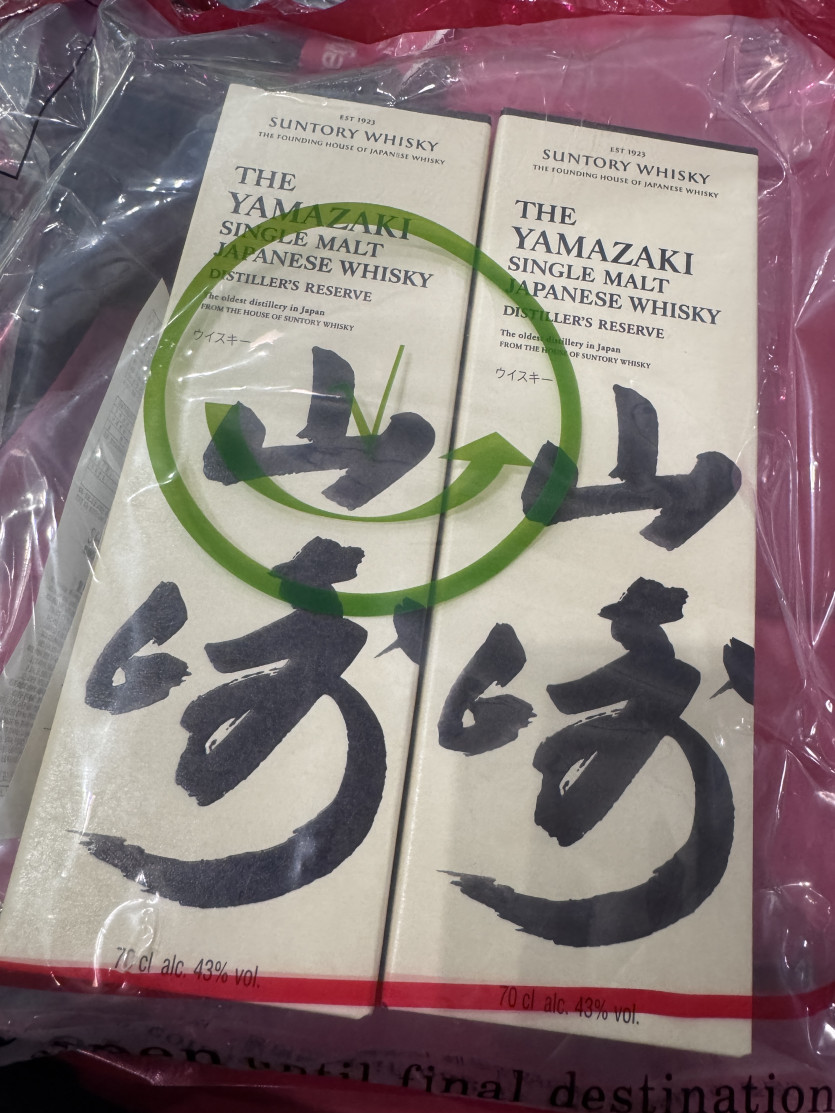 EST 1923
SUNTORY WHISKY
THE FOUNDING HOUSE OF JAPANESE WHISKY
THE
YAMAZAKI
SINGLE MALT
JAPANESE WHISKY
DISTILLER'S RESERVE
The oldest distillery in Japan
FROM THE HOUSE OF SUNTORY WHISKY
ウイスキー
山
崎
70 cl alc. 43% vol.
EST 1923
SUNTORY WHISKY
THE FOUNDING HOUSE OF JAPANESE WHISKY
THE
YAMAZAKI
SINGLE MALT
JAPANESE WHISKY
DISTILLER'S RESERVE
The oldest distillery in Japan
FROM THE HOUSE OF SUNTORY WHISKY
ウイスキー
山
崎
70 cl alc. 43% vol.
open until final destination